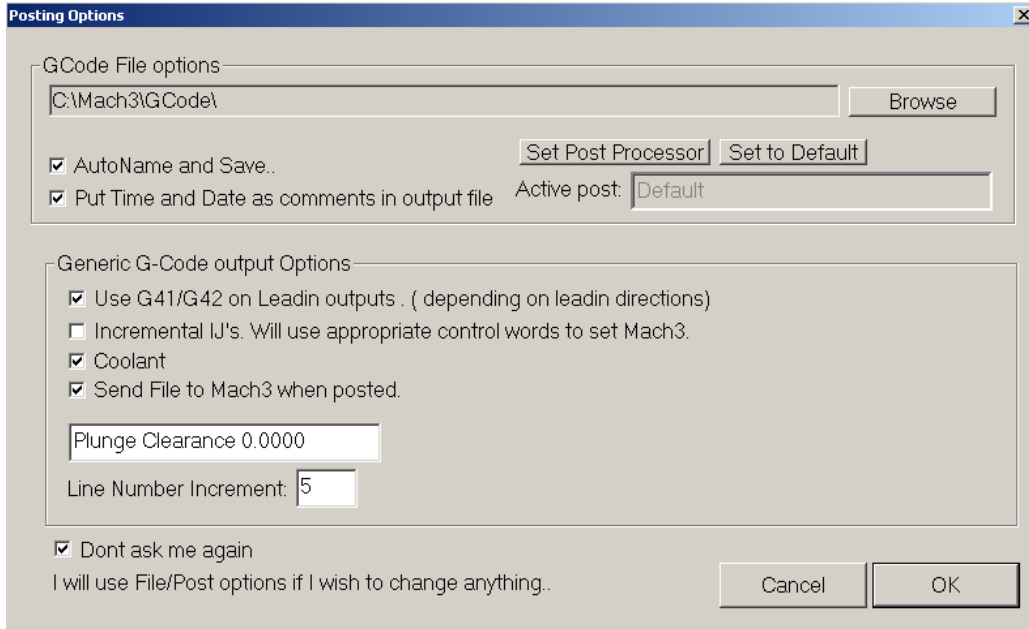 Posting Options
GCode File options
C:\Mach3\GCode\
Browse
AutoName and Save..
Set Post Processor
Set to Default
Put Time and Date as comments in output file
Active post:
Default
Generic G-Code output Options
Use G41/G42 on Leadin outputs . ( depending on leadin directions)
Incremental IJ's. Will use appropriate control words to set Mach3.
Coolant
Send File to Mach3 when posted.
Plunge Clearance 0.0000
Line Number Increment:
5
Dont ask me again
I will use File/Post options if I wish to change anything..
Cancel
OK